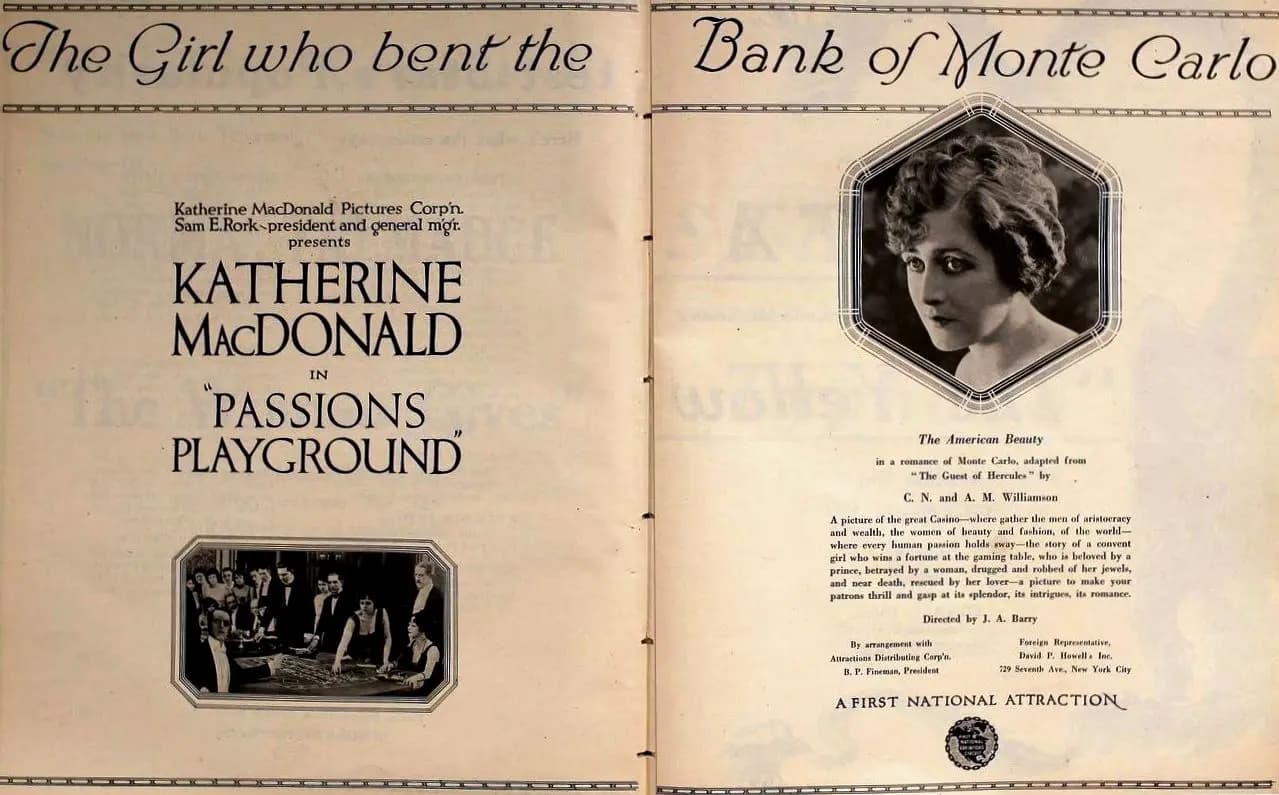 The Girl who bent the Bank of Monte Carlo
Katherine MacDonald Pictures Corp'n.
Sam E. Rork~president and general m'g'r.
presents
KATHERINE
MacDONALD
IN
"PASSIONS
PLAYGROUND"
The American Beauty
in a romance of Monte Carlo, adapted from
"The Guest of Hercules" by
C. N. and A. M. Williamson
A picture of the great Casino—where gather the men of aristocracy
and wealth, the women of beauty and fashion, of the world—
where every human passion holds sway—the story of a convent
girl who wins a fortune at the gaming table, who is beloved by a
prince, betrayed by a woman, drugged and robbed of her jewels,
and near death, rescued by her lover—a picture to make your
patrons thrill and gasp at its splendor, its intrigues, its romance.
Directed by J. A. Barry
By arrangement with
Attractions Distributing Corp'n.
B. P. Fineman, President
Foreign Representative,
David P. Howells Inc.
729 Seventh Ave., New York City
A FIRST NATIONAL ATTRACTION
FIRST
NATIONAL
EXHIBITORS
CIRCUIT